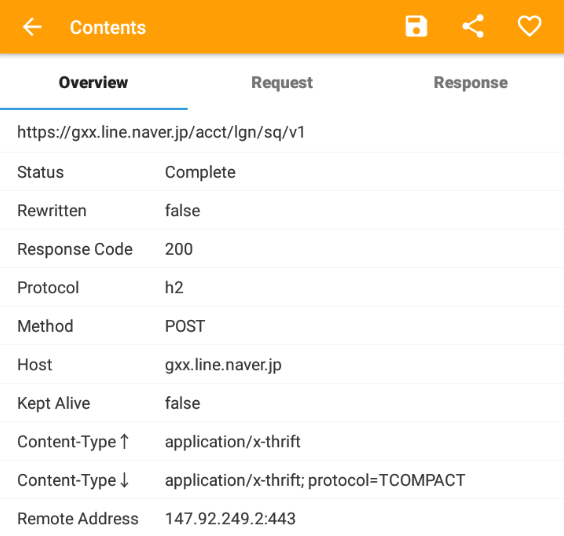 Contents
Overview Request Response
https://gxx.line.naver.jp/acct/lgn/sq/v1
Status Complete
Rewritten false
Response Code 200
Protocol h2
Method POST
Host gxx.line.naver.jp
Kept Alive false
Content-Type↑ application/x-thrift
Content-Type↓ application/x-thrift; protocol=TCOMPACT
Remote Address 147.92.249.2:443